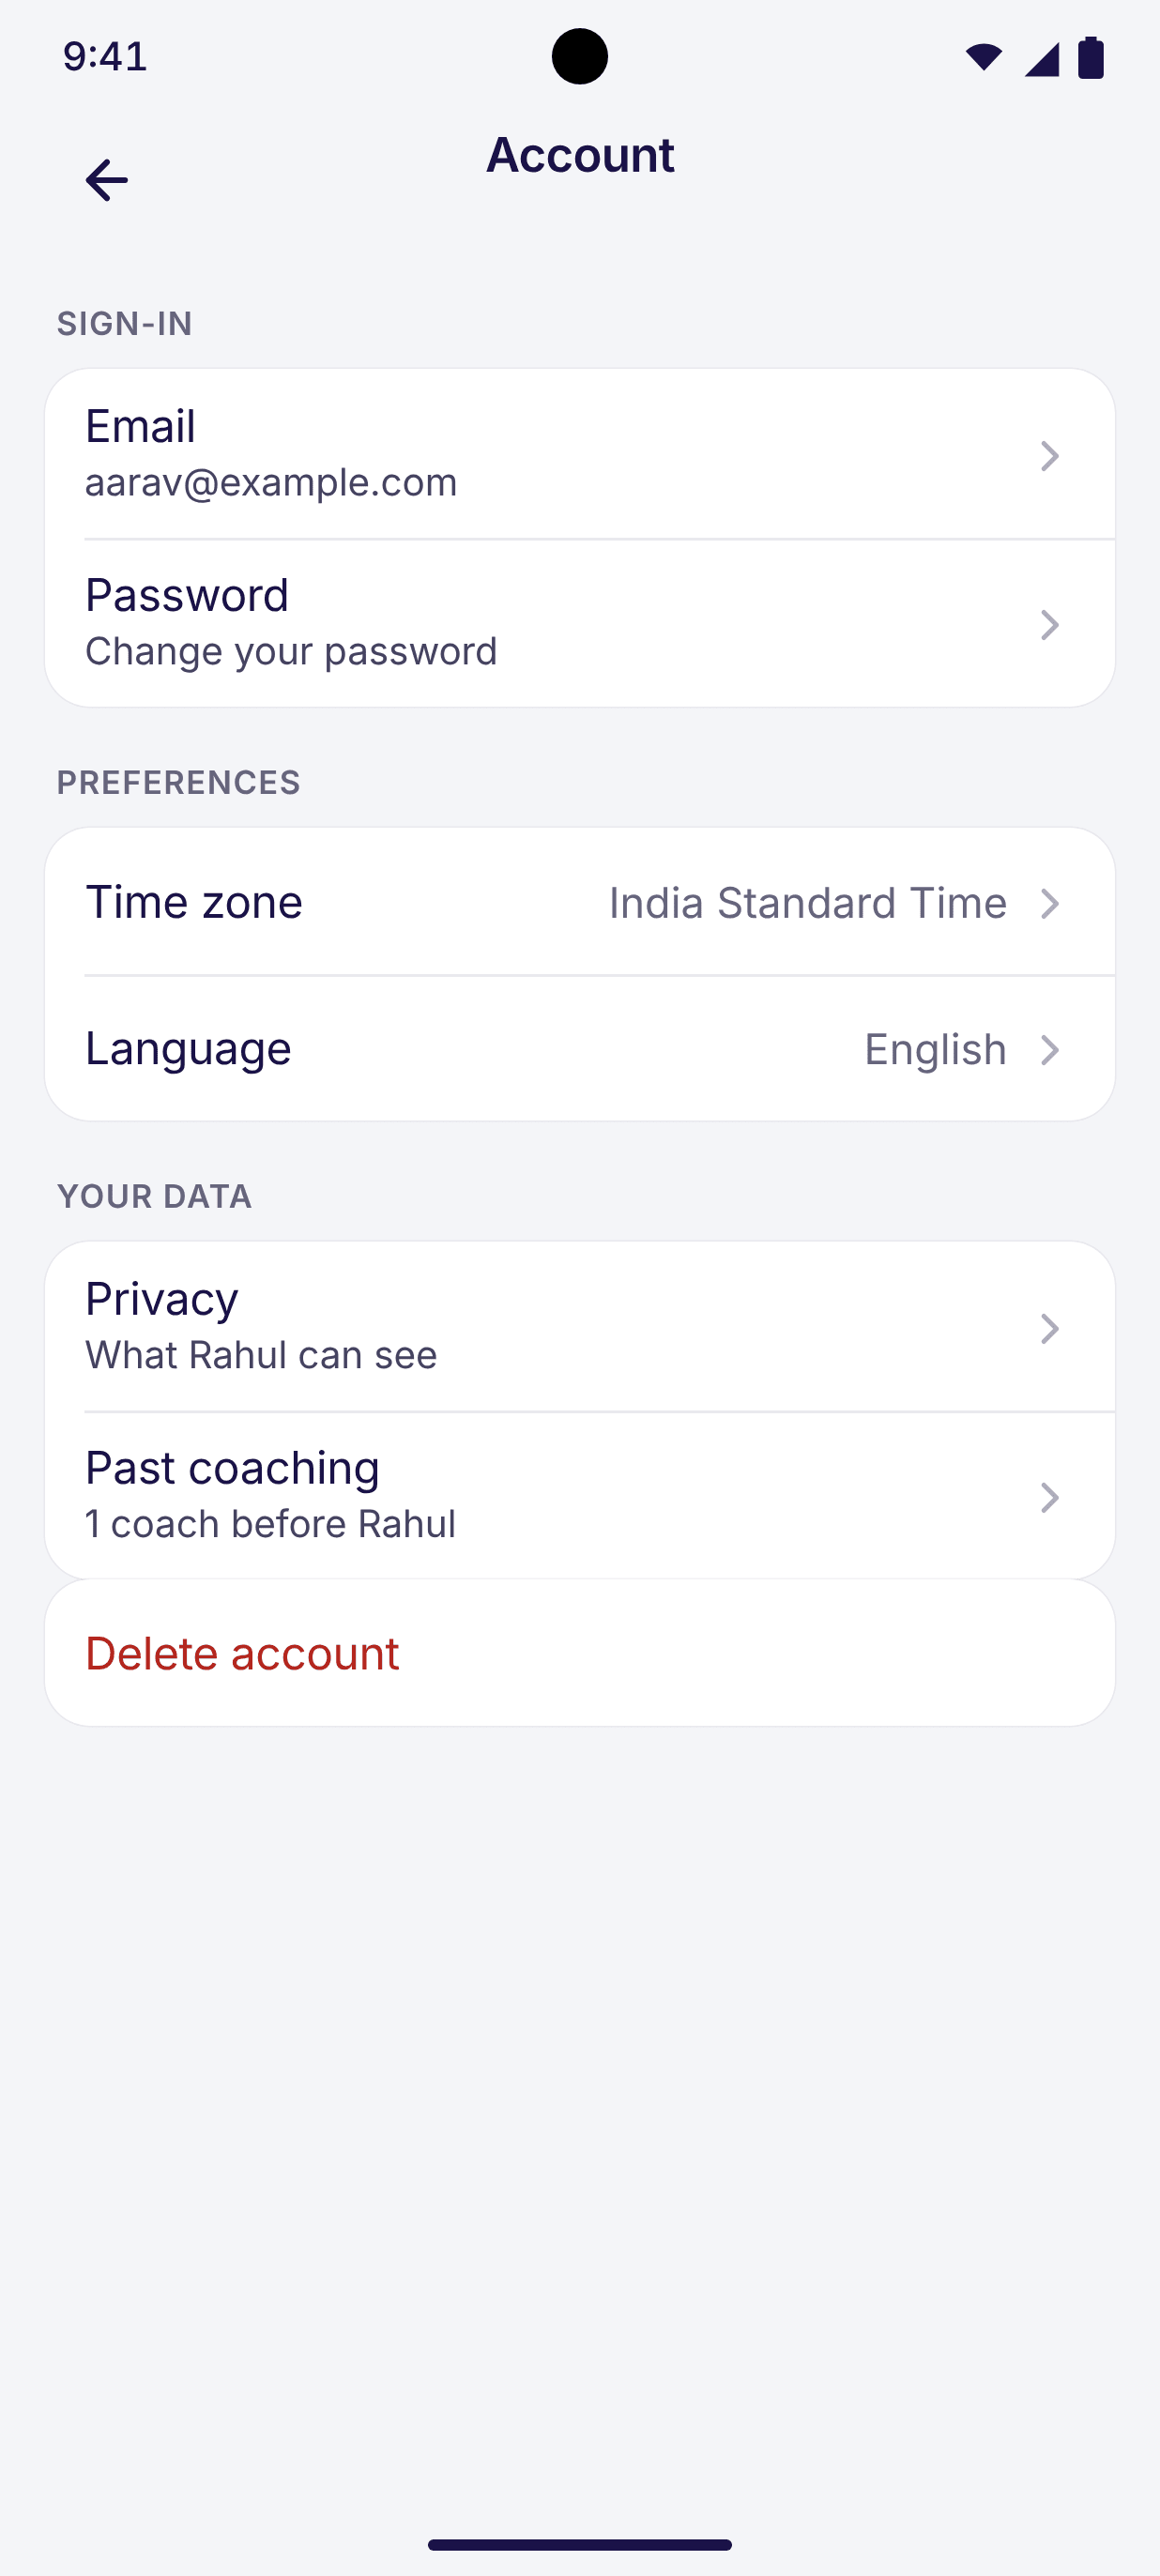 9:41
Account
SIGN-IN
Email
aarav@example.com
Password
Change your password
PREFERENCES
Time zone
India Standard Time
Language
English
YOUR DATA
Privacy
What Rahul can see
Past coaching
1 coach before Rahul
Delete account